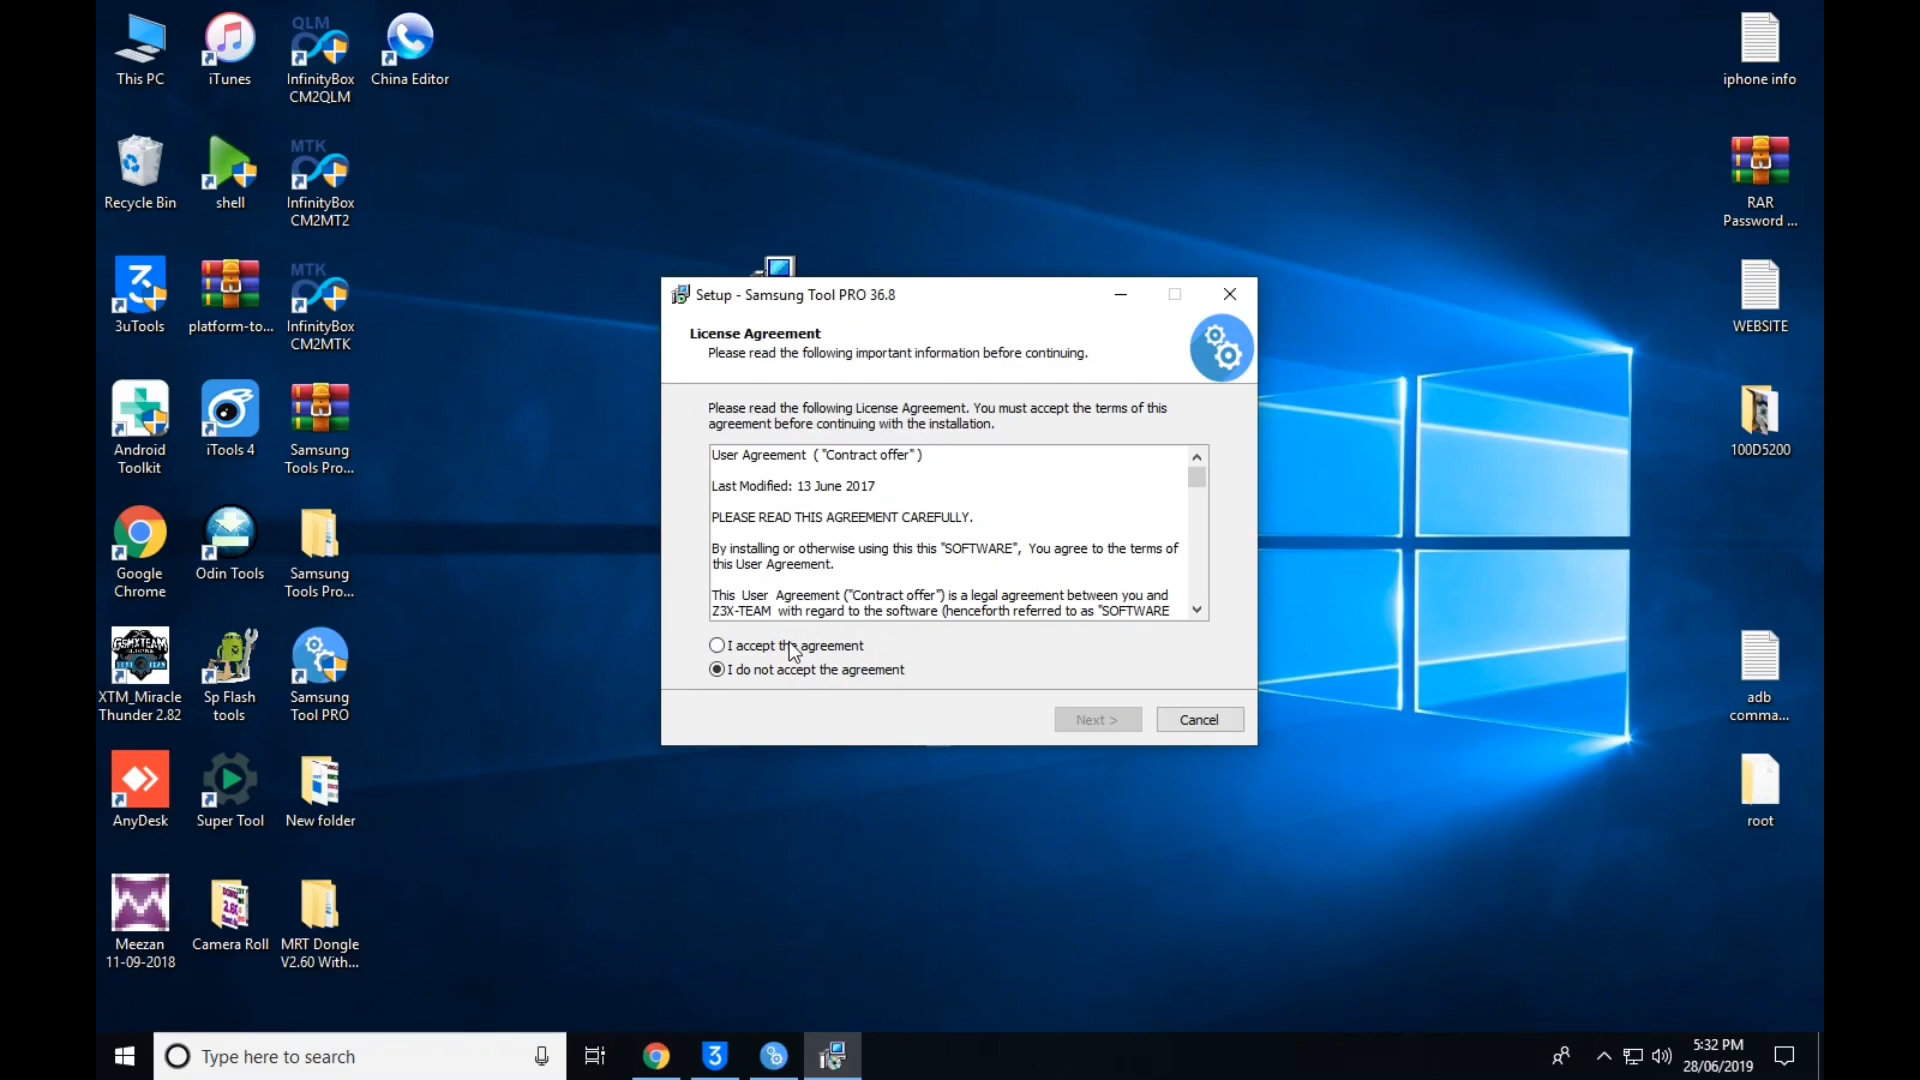 This PC
iTunes
QLM
InfinityBox
CM2QLM
China Editor
Recycle Bin
shell
MTK
InfinityBox
CM2MT2
3uTools
platform-to...
MTK
InfinityBox
CM2MTK
Android
Toolkit
iTools 4
Samsung
Tools Pro...
Google
Chrome
Odin Tools
Samsung
Tools Pro...
GSMXTEAM
XTM_Miracle
Thunder 2.82
Sp Flash
tools
Samsung
Tool PRO
AnyDesk
Super Tool
New folder
Meezan
11-09-2018
Camera Roll
MRT Dongle
V2.60 With...
iphone info
RAR
Password ...
WEBSITE
100D5200
adb
comma...
root
Setup - Samsung Tool PRO 36.8
License Agreement
Please read the following important information before continuing.
Please read the following License Agreement. You must accept the terms of this
agreement before continuing with the installation.
User Agreement ( "Contract offer" )
Last Modified: 13 June 2017
PLEASE READ THIS AGREEMENT CAREFULLY.
By installing or otherwise using this this "SOFTWARE", You agree to the terms of
this User Agreement.
This User Agreement ("Contract offer") is a legal agreement between you and
Z3X-TEAM with regard to the software (henceforth referred to as "SOFTWARE
I accept the agreement
I do not accept the agreement
Next >
Cancel
Type here to search
5:32 PM
28/06/2019